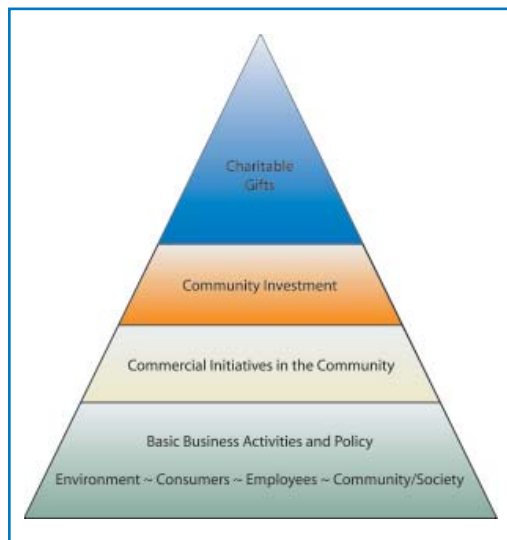 Charitable
Gifts
Community Investment
Commercial Initiatives in the Community
Basic Business Activities and Policy
Environment ~ Consumers ~ Employees ~ Community/Society